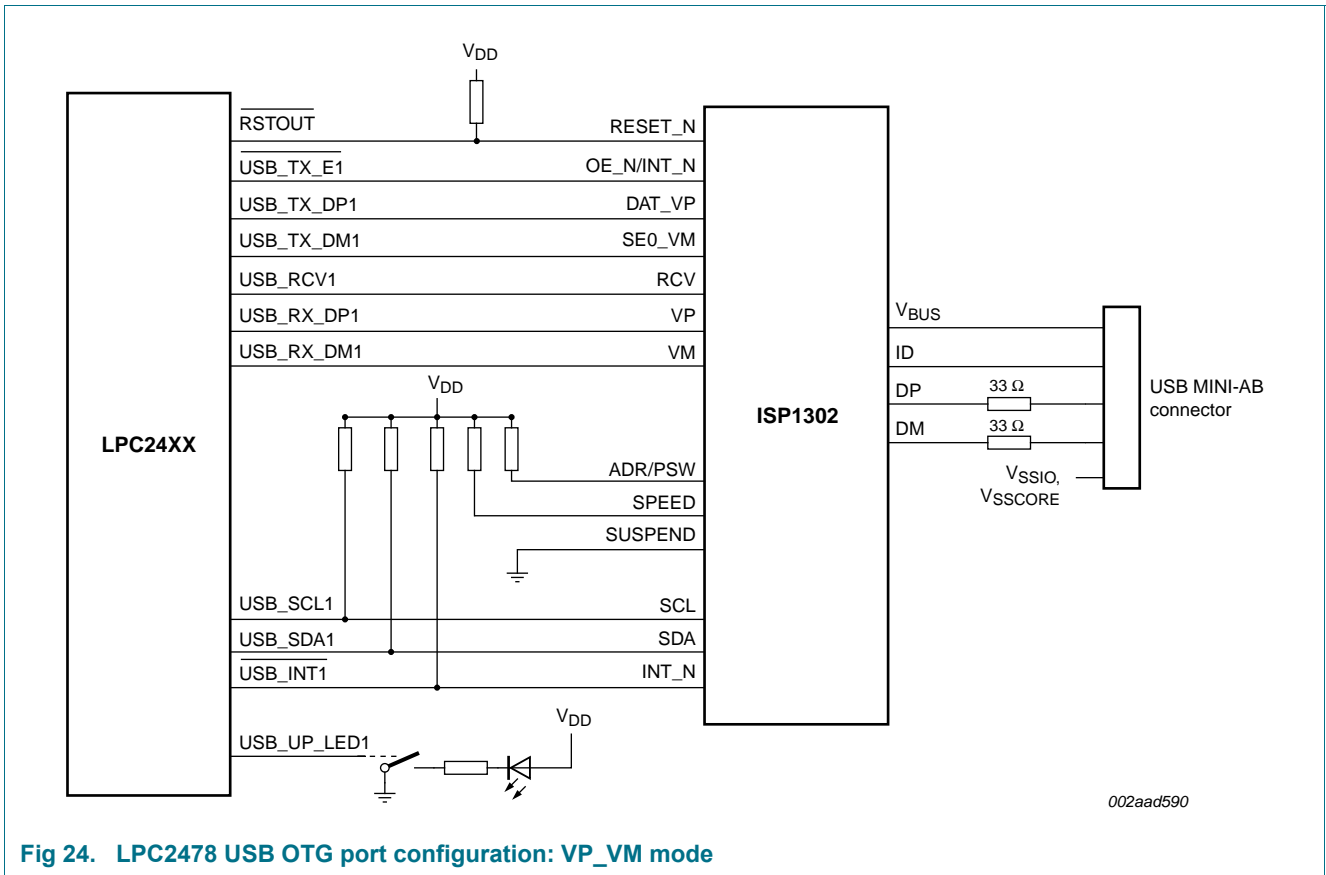 VDD
RSTOUT
RESET_N
USB_TX_E1
OE_N/INT_N
USB_TX_DP1
DAT_VP
USB_TX_DM1
SE0_VM
USB_RCV1
RCV
USB_RX_DP1
VP
USB_RX_DM1
VM
VBUS
ID
DP
33 Ω
DM
33 Ω
VSSIO,
VSSCORE
USB MINI-AB
connector
LPC24XX
ISP1302
VDD
ADR/PSW
SPEED
SUSPEND
USB_SCL1
SCL
USB_SDA1
SDA
USB_INT1
INT_N
VDD
USB_UP_LED1
002aad590
Fig 24. LPC2478 USB OTG port configuration: VP_VM mode